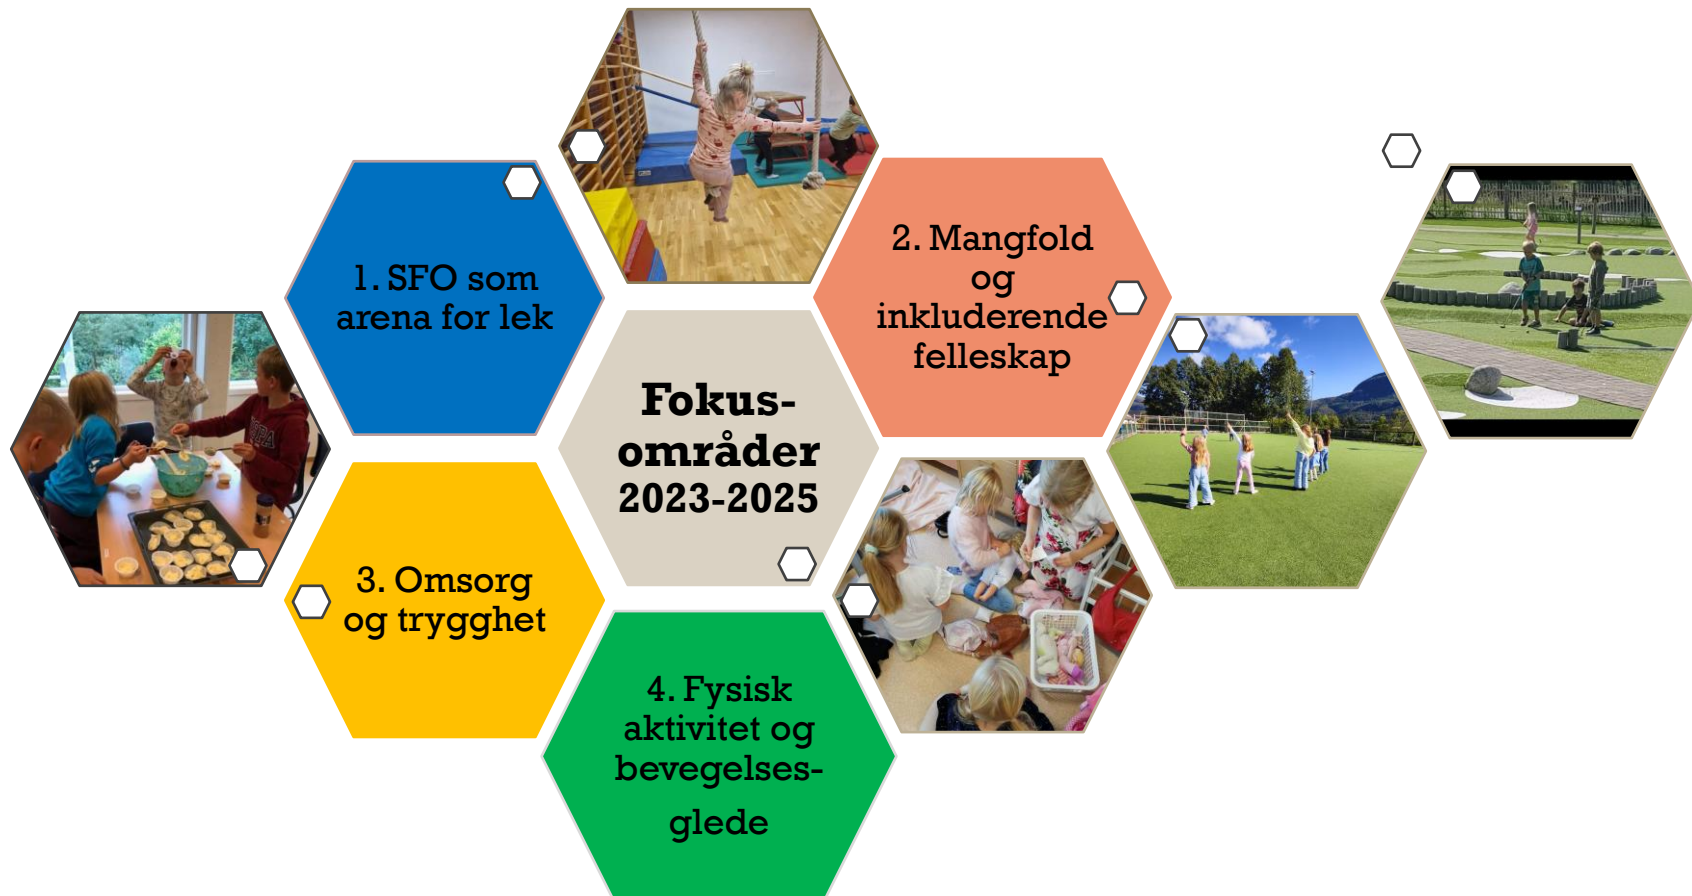 1. SFO som
arena for lek
2. Mangfold
og
inkluderende
felleskap
Fokus-
områder
2023-2025
3. Omsorg
og trygghet
4. Fysisk
aktivitet og
bevegelses-
glede